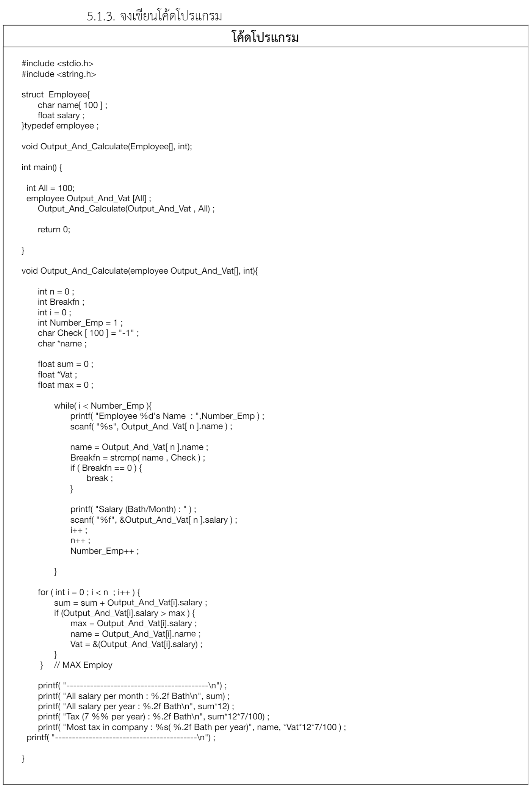 5.1.3. จงเขียนโค้ดโปรแกรม
โค้ดโปรแกรม
#include <stdio.h>
#include <string.h>
struct Employee{
char name[ 100 ] ;
float salary ;
}typedef employee ;
void Output_And_Calculate(Employee[], int);
int main() {
int All = 100;
employee Output_And_Vat [All] ;
Output_And_Calculate(Output_And_Vat , All) ;
return 0;
}
void Output_And_Calculate(employee Output_And_Vat[], int){
int n = 0 ;
int Breakfn ;
int i = 0 ;
int Number_Emp = 1 ;
char Check [ 100 ] = "-1" ;
char *name ;
float sum = 0 ;
float *Vat ;
float max = 0 ;
while( i < Number_Emp ){
printf( "Employee %d's Name : ",Number_Emp ) ;
scanf( "%s", Output_And_Vat[ n ].name ) ;
name = Output_And_Vat[ n ].name ;
Breakfn = strcmp( name , Check ) ;
if ( Breakfn == 0 ) {
break ;
}
printf( "Salary (Bath/Month) : " ) ;
scanf( "%f", &Output_And_Vat[ n ].salary ) ;
i++ ;
n++ ;
Number_Emp++ ;
}
for ( int i = 0 ; i < n ; i++ ) {
sum = sum + Output_And_Vat[i].salary ;
if (Output_And_Vat[i].salary > max ) {
max = Output_And_Vat[i].salary ;
name = Output_And_Vat[i].name ;
Vat = &(Output_And_Vat[i].salary) ;
}
} // MAX Employ
printf( "------------------------------------------\n") ;
printf( "All salary per month : %.2f Bath\n", sum) ;
printf( "All salary per year : %.2f Bath\n", sum*12) ;
printf( "Tax (7 %% per year) : %.2f Bath\n", sum*12*7/100) ;
printf( "Most tax in company : %s( %.2f Bath per year)", name, *Vat*12*7/100 ) ;
printf( "------------------------------------------\n") ;
}